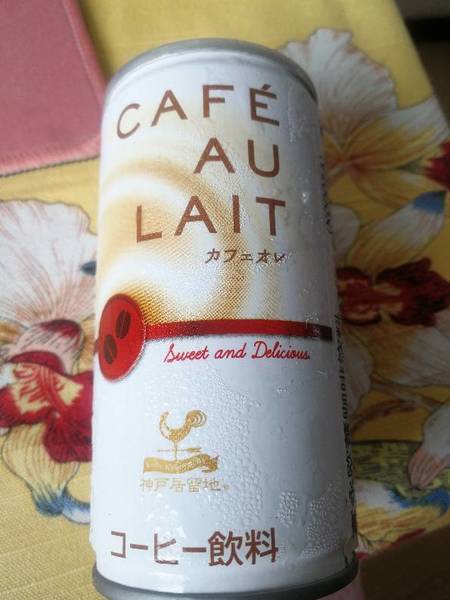 CAFÉ
AU
LAIT
カフェオレ
Sweet and Delicious.
神戸居留地®
コーヒー飲料